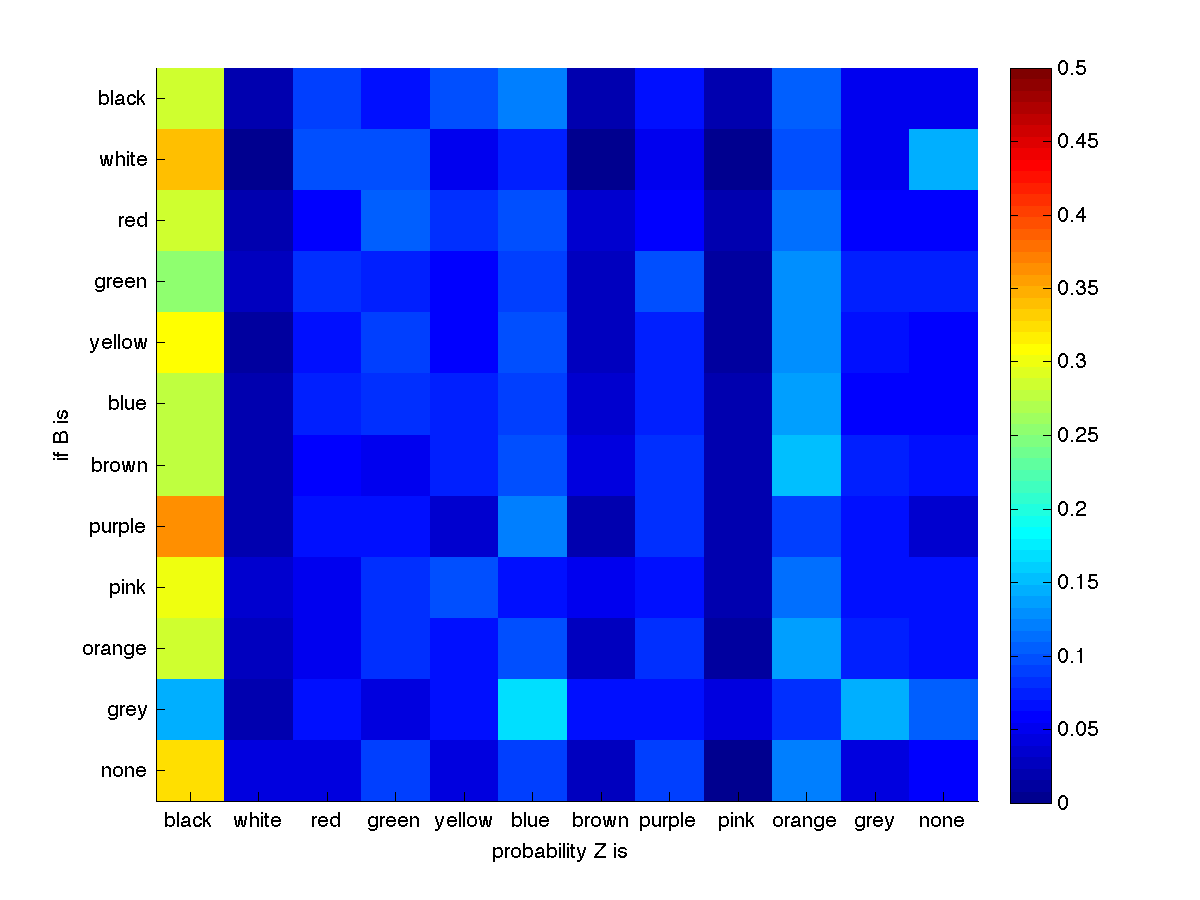 black
white
red
green
yellow
blue
brown
purple
pink
orange
grey
none
if B is
black white red green yellow blue brown purple pink orange grey none
probability Z is
0.5
0.45
0.4
0.35
0.3
0.25
0.2
0.15
0.1
0.05
0